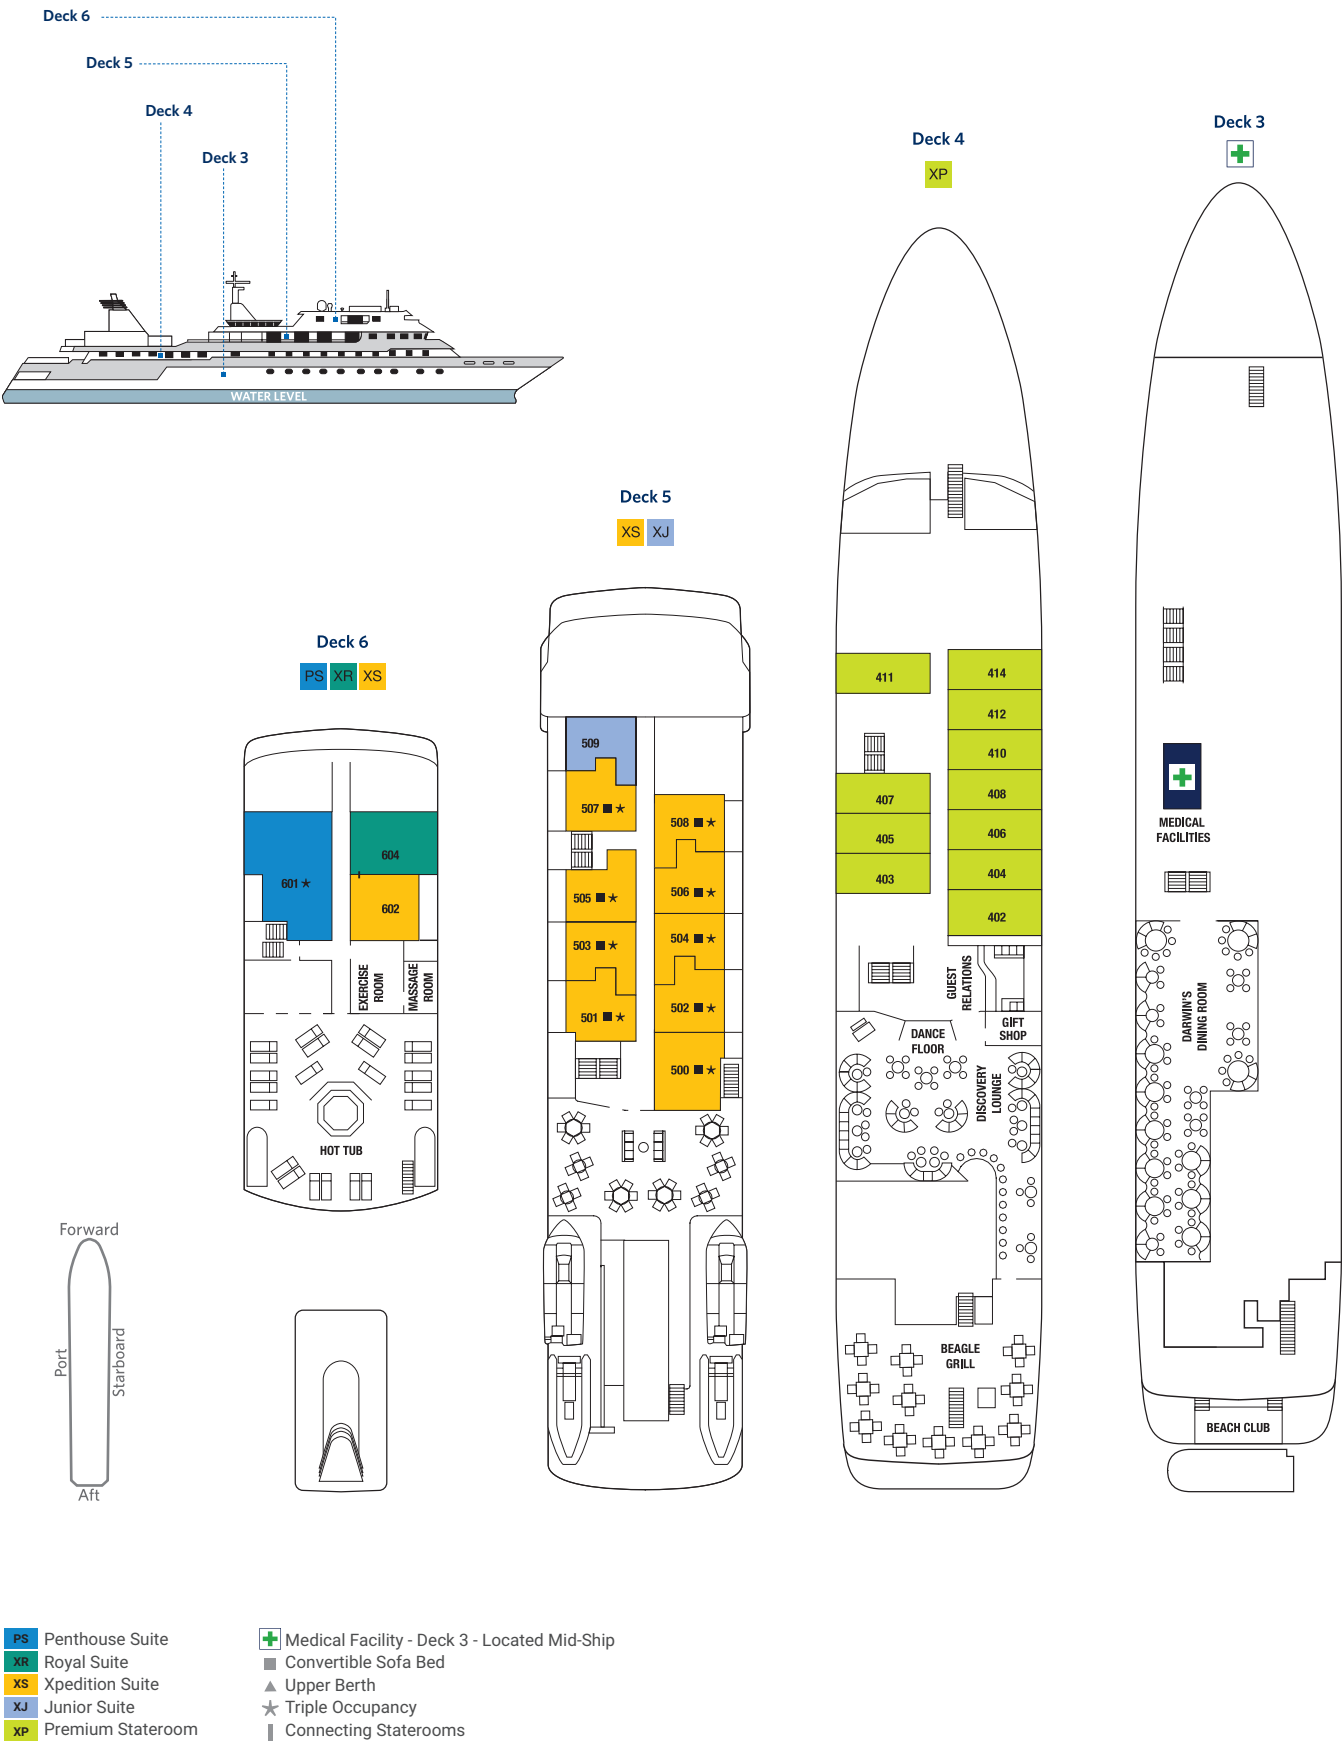 Deck 6
Deck 5
Deck 4
Deck 3
WATER LEVEL
Deck 6
PS XR XS
601
604
602
EXERCISE
ROOM
MASSAGE
ROOM
HOT TUB
Deck 5
XS XJ
509
507
508
505
506
503
504
501
502
500
Deck 4
XP
411
414
412
410
407
408
405
406
403
404
402
GUEST
RELATIONS
GIFT
SHOP
DANCE
FLOOR
DISCOVERY
LOUNGE
BEAGLE
GRILL
Deck 3
MEDICAL
FACILITIES
DARWIN'S
DINING ROOM
BEACH CLUB
Forward
Port
Starboard
Aft
PS Penthouse Suite
XR Royal Suite
XS Xpedition Suite
XJ Junior Suite
XP Premium Stateroom
Medical Facility - Deck 3 - Located Mid-Ship
Convertible Sofa Bed
Upper Berth
Triple Occupancy
Connecting Staterooms